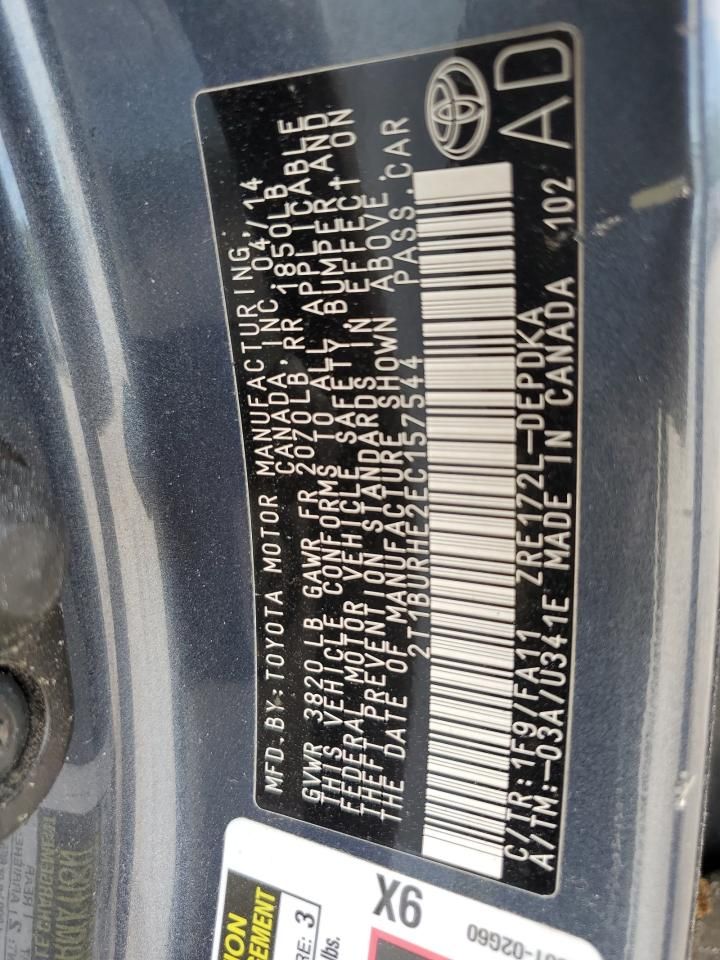 MFD. BY: TOYOTA MOTOR MANUFACTURING,
CANADA, INC. 04/14
GVWR 3820 LB GAWR FR 2070LB, RR 1850LB
THIS VEHICLE CONFORMS TO ALL APPLICABLE
FEDERAL MOTOR VEHICLE SAFETY, BUMPER, AND
THEFT PREVENTION STANDARDS IN EFFECT ON
THE DATE OF MANUFACTURE SHOWN ABOVE.
2T1BURHE2EC157544 PASS. CAR
C/TR: 1F9/FA11 ZRE172L-DEPDKA
A/TM: -03A/U341E MADE IN CANADA 102
AD
3
lbs.
X6
02G60